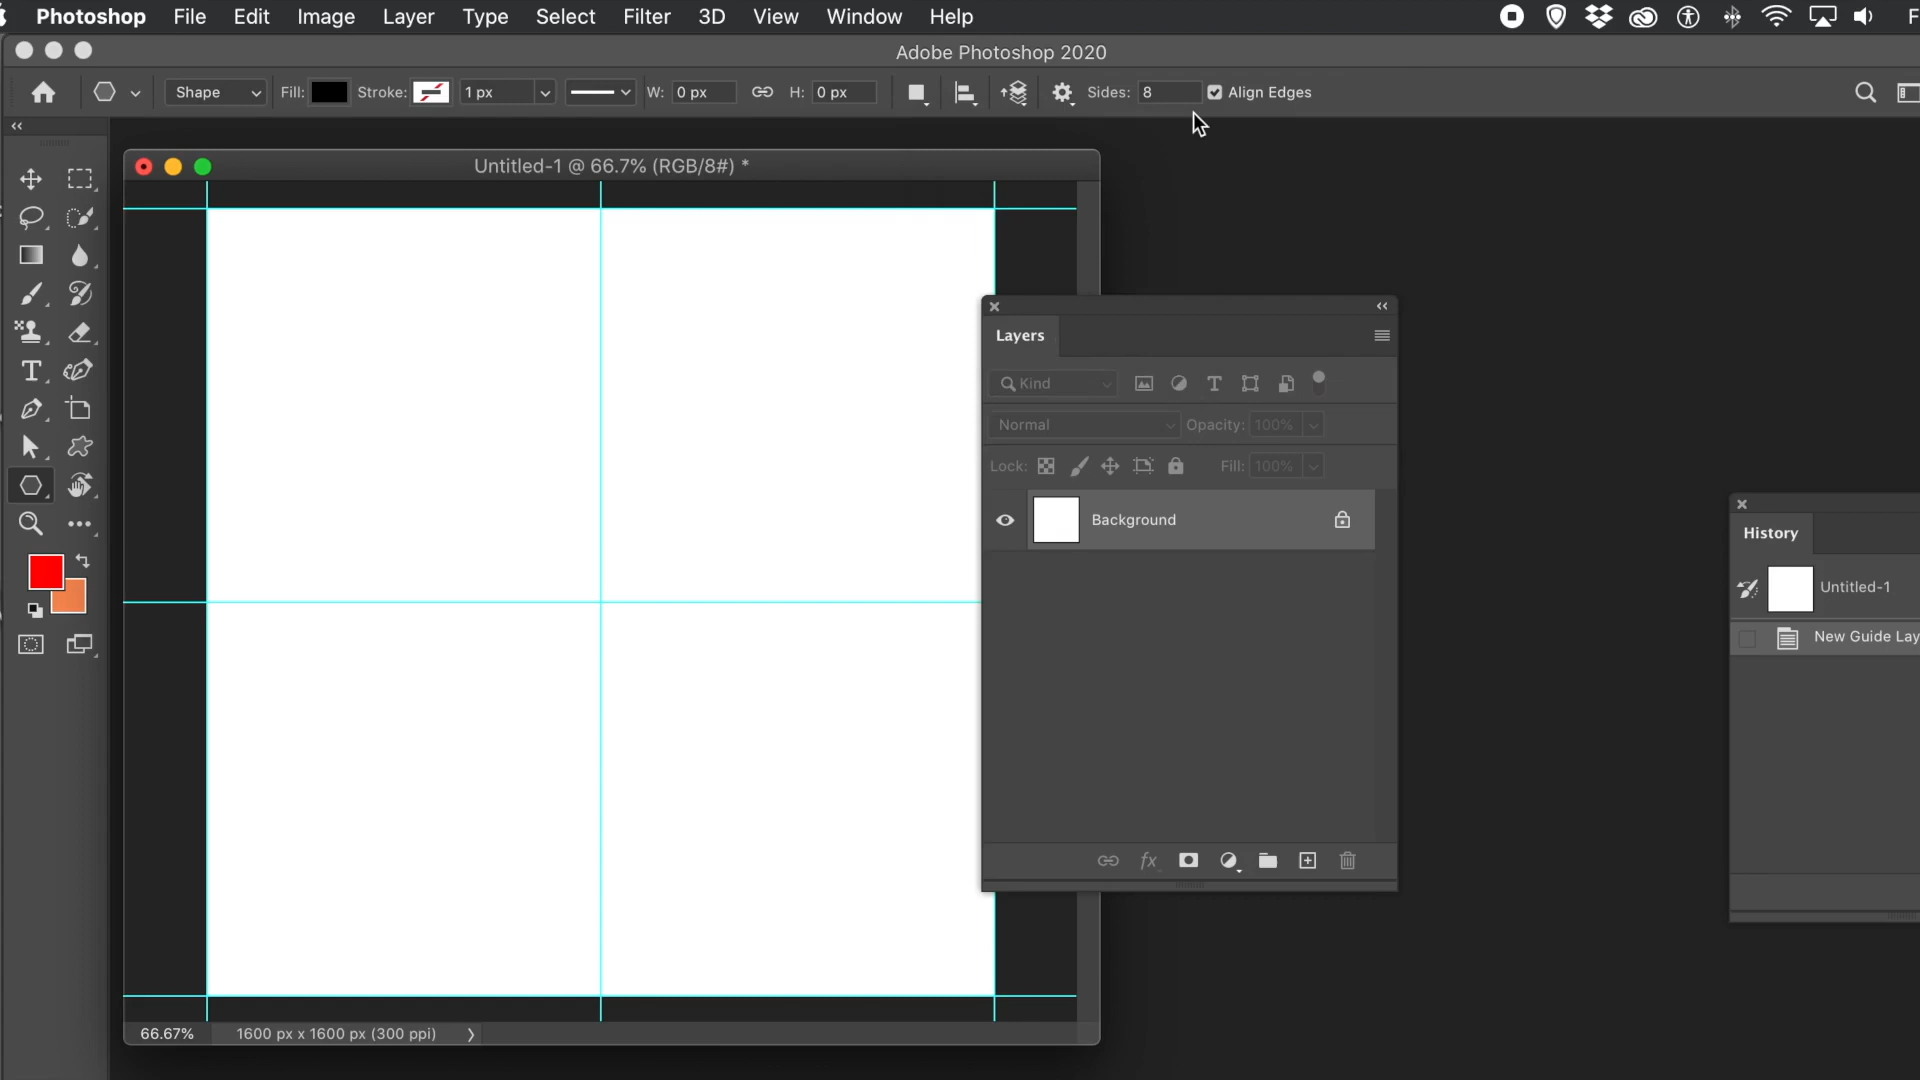 Photoshop File Edit Image Layer Type Select Filter 3D View Window Help
Adobe Photoshop 2020
Shape Fill: Stroke: 1 px W: 0 px H: 0 px Sides: 8 Align Edges
Untitled-1 @ 66.7% (RGB/8#) *
Layers
Kind
Normal Opacity: 100%
Lock: Fill: 100%
Background
History
Untitled-1
New Guide Lay
66.67% 1600 px x 1600 px (300 ppi)